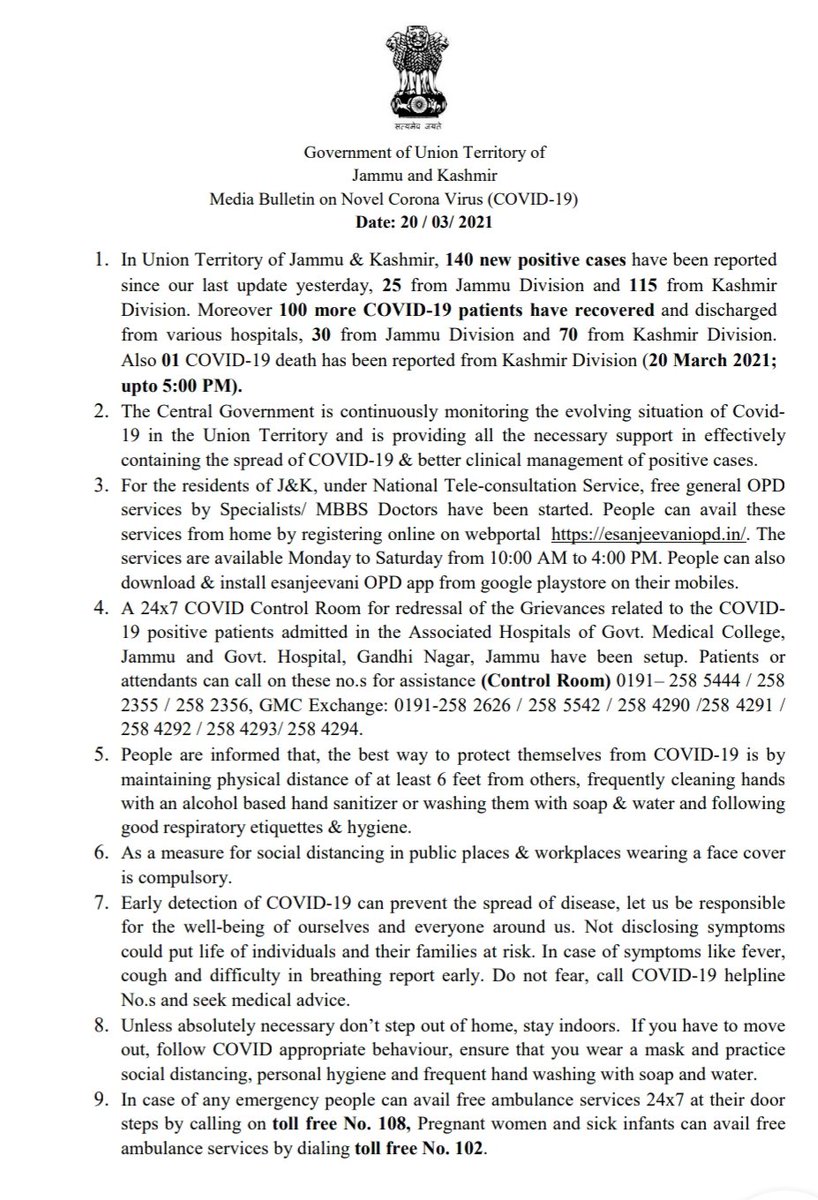 सत्यमेव जयते
Government of Union Territory of
Jammu and Kashmir
Media Bulletin on Novel Corona Virus (COVID-19)
Date: 20 / 03/ 2021
1. In Union Territory of Jammu & Kashmir, 140 new positive cases have been reported
since our last update yesterday, 25 from Jammu Division and 115 from Kashmir
Division. Moreover 100 more COVID-19 patients have recovered and discharged
from various hospitals, 30 from Jammu Division and 70 from Kashmir Division.
Also 01 COVID-19 death has been reported from Kashmir Division (20 March 2021;
upto 5:00 PM).
2. The Central Government is continuously monitoring the evolving situation of Covid-
19 in the Union Territory and is providing all the necessary support in effectively
containing the spread of COVID-19 & better clinical management of positive cases.
3. For the residents of J&K, under National Tele-consultation Service, free general OPD
services by Specialists/ MBBS Doctors have been started. People can avail these
services from home by registering online on webportal https://esanjeevaniopd.in/. The
services are available Monday to Saturday from 10:00 AM to 4:00 PM. People can also
download & install esanjeevani OPD app from google playstore on their mobiles.
4. A 24x7 COVID Control Room for redressal of the Grievances related to the COVID-
19 positive patients admitted in the Associated Hospitals of Govt. Medical College,
Jammu and Govt. Hospital, Gandhi Nagar, Jammu have been setup. Patients or
attendants can call on these no.s for assistance (Control Room) 0191– 258 5444 / 258
2355 / 258 2356, GMC Exchange: 0191-258 2626 / 258 5542 / 258 4290 /258 4291 /
258 4292 / 258 4293/ 258 4294.
5. People are informed that, the best way to protect themselves from COVID-19 is by
maintaining physical distance of at least 6 feet from others, frequently cleaning hands
with an alcohol based hand sanitizer or washing them with soap & water and following
good respiratory etiquettes & hygiene.
6. As a measure for social distancing in public places & workplaces wearing a face cover
is compulsory.
7. Early detection of COVID-19 can prevent the spread of disease, let us be responsible
for the well-being of ourselves and everyone around us. Not disclosing symptoms
could put life of individuals and their families at risk. In case of symptoms like fever,
cough and difficulty in breathing report early. Do not fear, call COVID-19 helpline
No.s and seek medical advice.
8. Unless absolutely necessary don’t step out of home, stay indoors. If you have to move
out, follow COVID appropriate behaviour, ensure that you wear a mask and practice
social distancing, personal hygiene and frequent hand washing with soap and water.
9. In case of any emergency people can avail free ambulance services 24x7 at their door
steps by calling on toll free No. 108, Pregnant women and sick infants can avail free
ambulance services by dialing toll free No. 102.